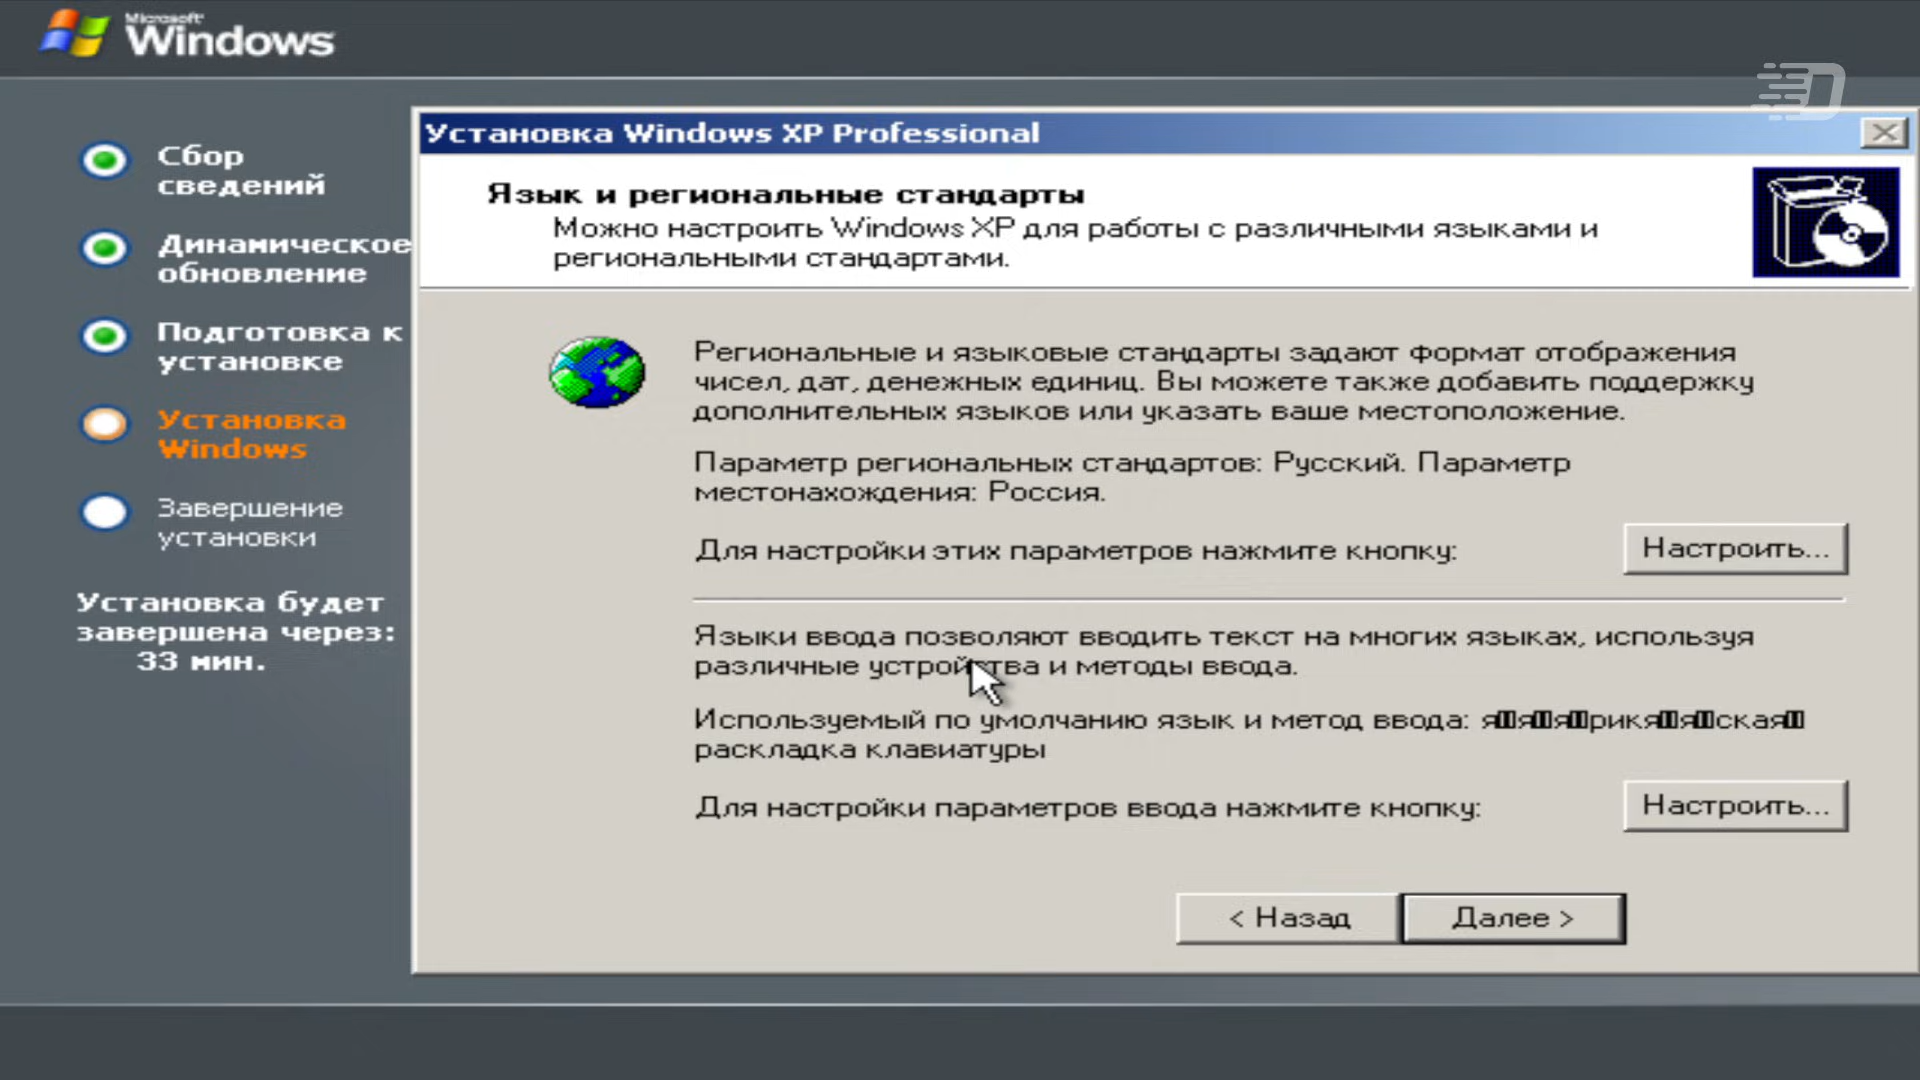 Microsoft
Windows
Сбор
сведений
Динамическое
обновление
Подготовка к
установке
Установка
Windows
Завершение
установки
Установка будет
завершена через:
33 мин.
Установка Windows XP Professional
Язык и региональные стандарты
Можно настроить Windows XP для работы с различными языками и
региональными стандартами.
Региональные и языковые стандарты задают формат отображения
чисел, дат, денежных единиц. Вы можете также добавить поддержку
дополнительных языков или указать ваше местоположение.
Параметр региональных стандартов: Русский. Параметр
местонахождения: Россия.
Для настройки этих параметров нажмите кнопку:
Настроить...
Языки ввода позволяют вводить текст на многих языках, используя
различные устройства и методы ввода.
Используемый по умолчанию язык и метод ввода:
раскладка клавиатуры
Для настройки параметров ввода нажмите кнопку:
Настроить...
< Назад
Далее >